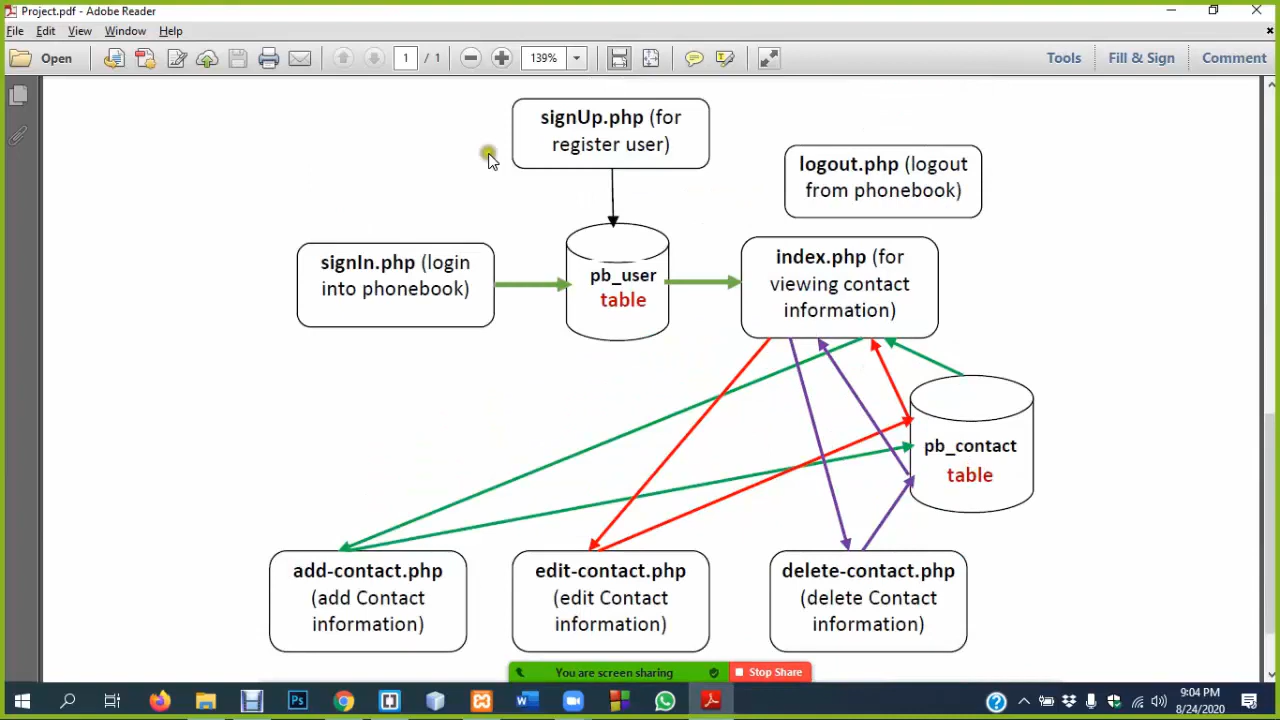 Project.pdf - Adobe Reader
File Edit View Window Help
Open 1 / 1 139% Tools Fill & Sign Comment
signUp.php (for
register user)
logout.php (logout
from phonebook)
signIn.php (login
into phonebook)
pb_user
table
index.php (for
viewing contact
information)
pb_contact
table
add-contact.php
(add Contact
information)
edit-contact.php
(edit Contact
information)
delete-contact.php
(delete Contact
information)
You are screen sharing Stop Share
9:04 PM
8/24/2020